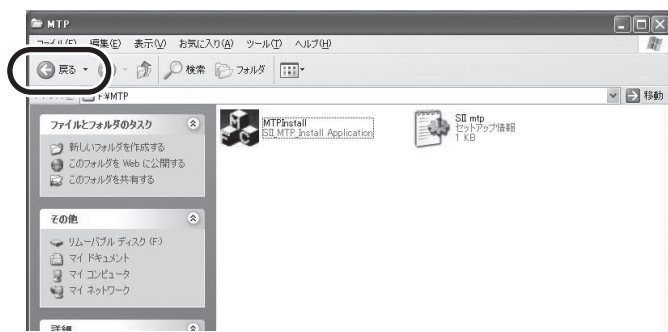 MTP
編集(E) 表示(V) お気に入り(A) ツール(T) ヘルプ(H)
戻る 検索 フォルダ
F:¥MTP 移動
ファイルとフォルダのタスク
新しいフォルダを作成する
このフォルダを Web に公開する
このフォルダを共有する
MTPInstall
SII MTP Install Application
SII mtp
セットアップ情報
1 KB
その他
リムーバブル ディスク (F:)
マイ ドキュメント
マイ コンピュータ
マイ ネットワーク
詳細